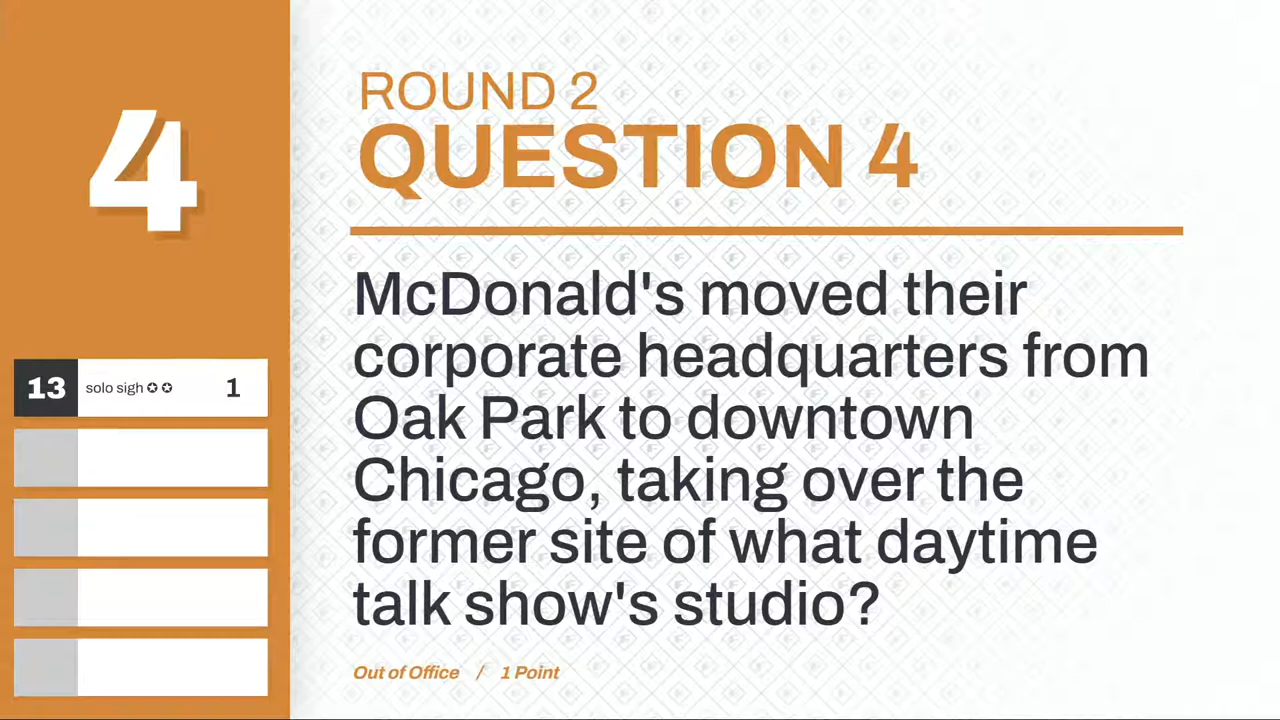 4
13 solo sigh ✪ ✪ 1
ROUND 2
QUESTION 4
McDonald's moved their
corporate headquarters from
Oak Park to downtown
Chicago, taking over the
former site of what daytime
talk show's studio?
Out of Office / 1 Point